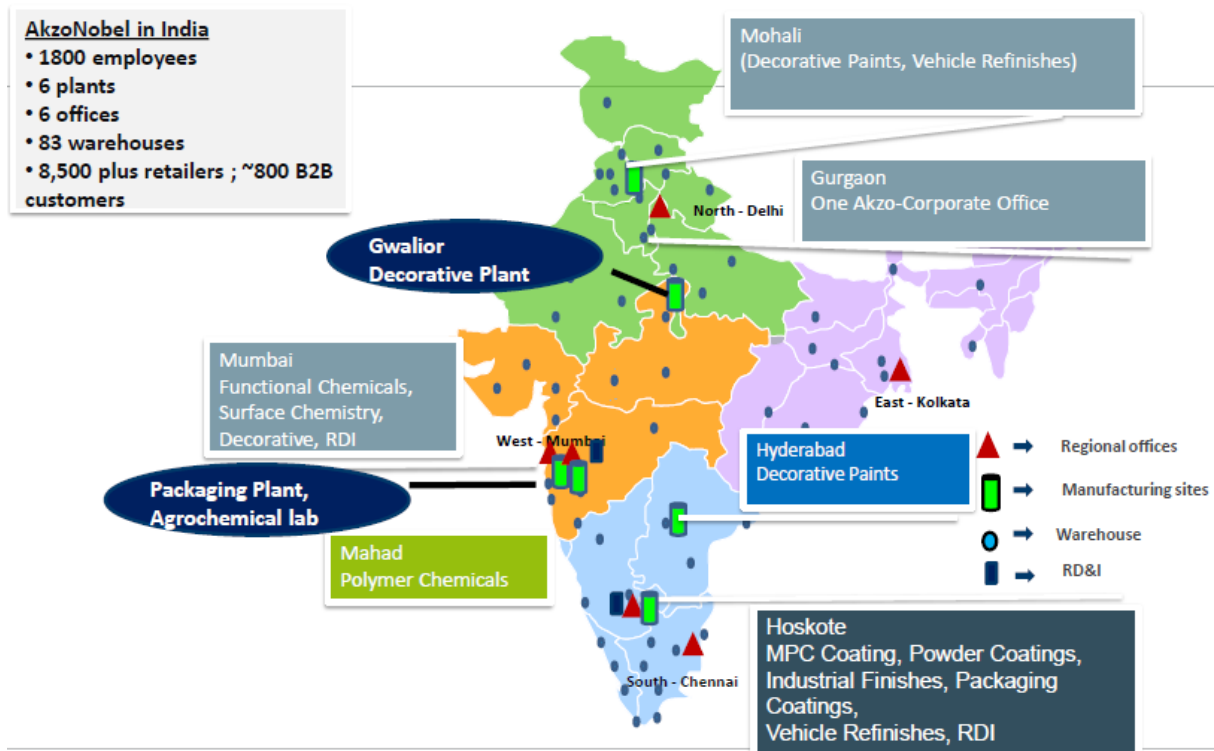 AkzoNobel in India
• 1800 employees
• 6 plants
• 6 offices
• 83 warehouses
• 8,500 plus retailers ; ~800 B2B
customers
Mohali
(Decorative Paints, Vehicle Refinishes)
Gurgaon
One Akzo-Corporate Office
North - Delhi
Gwalior
Decorative Plant
Mumbai
Functional Chemicals,
Surface Chemistry,
Decorative, RDI
West - Mumbai
East - Kolkata
Packaging Plant,
Agrochemical lab
Hyderabad
Decorative Paints
Regional offices
Manufacturing sites
Warehouse
RD&I
Mahad
Polymer Chemicals
Hoskote
MPC Coating, Powder Coatings,
Industrial Finishes, Packaging
Coatings,
Vehicle Refinishes, RDI
South - Chennai